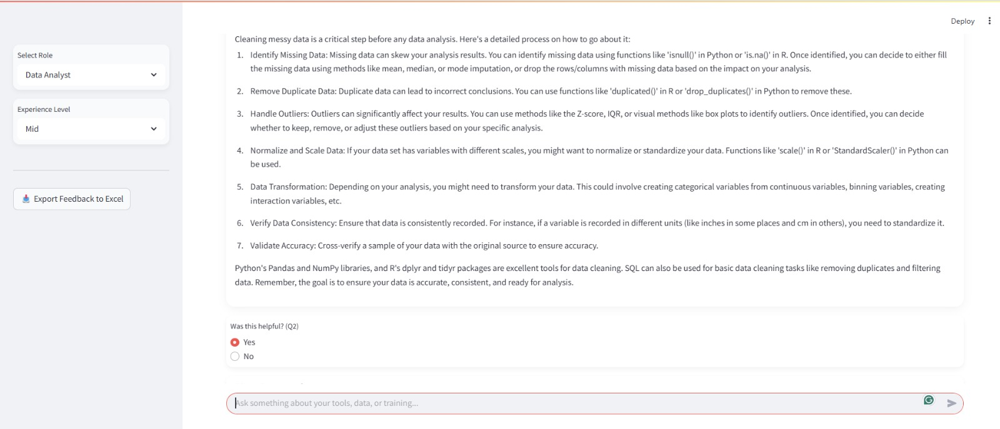 Deploy
Select Role
Data Analyst
Experience Level
Mid
Export Feedback to Excel
Cleaning messy data is a critical step before any data analysis. Here's a detailed process on how to go about it:
1. Identify Missing Data: Missing data can skew your analysis results. You can identify missing data using functions like 'isnull()' in Python or 'is.na()' in R. Once identified, you can decide to either fill
the missing data using methods like mean, median, or mode imputation, or drop the rows/columns with missing data based on the impact on your analysis.
2. Remove Duplicate Data: Duplicate data can lead to incorrect conclusions. You can use functions like 'duplicated()' in R or 'drop_duplicates()' in Python to remove these.
3. Handle Outliers: Outliers can significantly affect your results. You can use methods like the Z-score, IQR, or visual methods like box plots to identify outliers. Once identified, you can decide
whether to keep, remove, or adjust these outliers based on your specific analysis.
4. Normalize and Scale Data: If your data set has variables with different scales, you might want to normalize or standardize your data. Functions like 'scale()' in R or 'StandardScaler()' in Python can
be used.
5. Data Transformation: Depending on your analysis, you might need to transform your data. This could involve creating categorical variables from continuous variables, binning variables, creating
interaction variables, etc.
6. Verify Data Consistency: Ensure that data is consistently recorded. For instance, if a variable is recorded in different units (like inches in some places and cm in others), you need to standardize it.
7. Validate Accuracy: Cross-verify a sample of your data with the original source to ensure accuracy.
Python's Pandas and NumPy libraries, and R's dplyr and tidyr packages are excellent tools for data cleaning. SQL can also be used for basic data cleaning tasks like removing duplicates and filtering
data. Remember, the goal is to ensure your data is accurate, consistent, and ready for analysis.
Was this helpful? (Q2)
Yes
No
Ask something about your tools, data, or training...